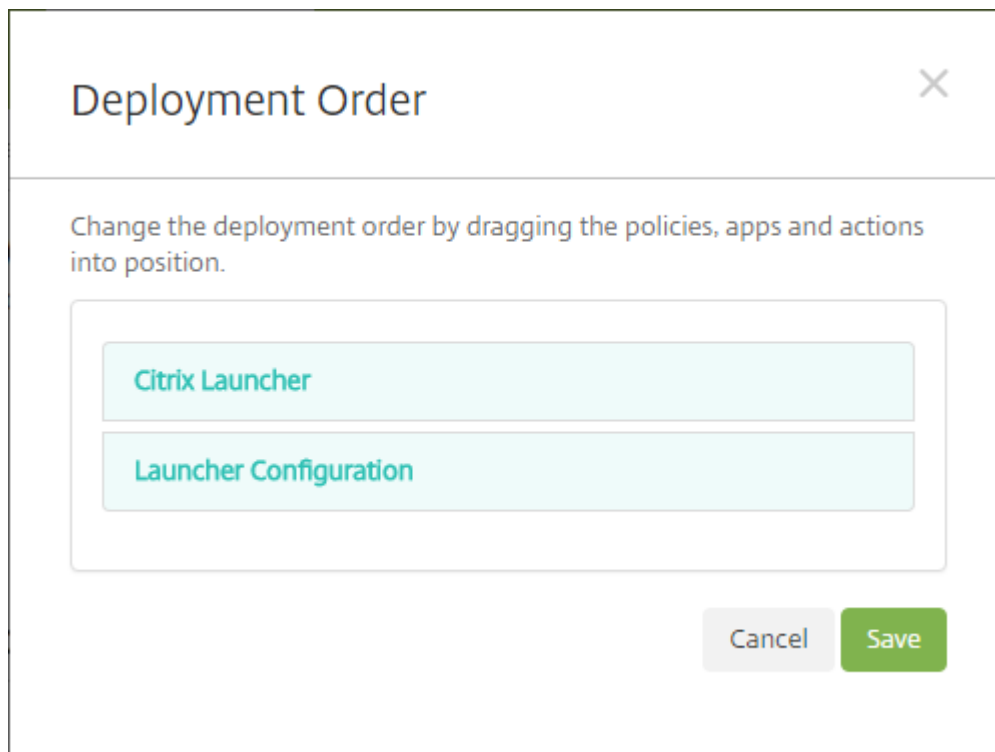 Deployment Order
Change the deployment order by dragging the policies, apps and actions
into position.
Citrix Launcher
Launcher Configuration
Cancel
Save